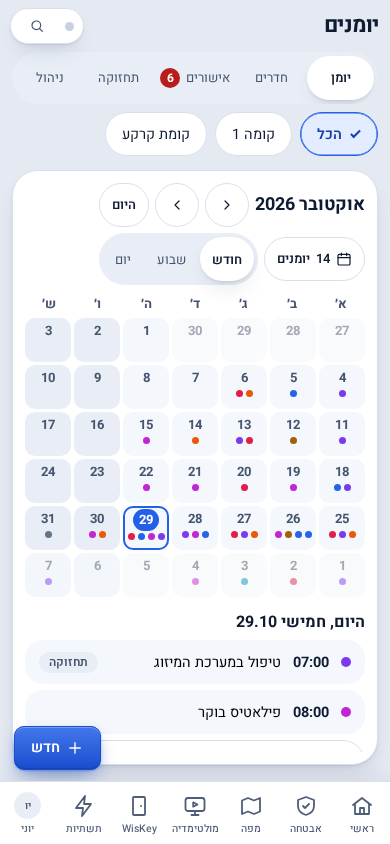 יומנים
יומן חדרים אישורים 6 תחזוקה ניהול
הכל קומה 1 קומת קרקע
אוקטובר 2026 היום
14 יומנים חודש שבוע יום
א׳ ב׳ ג׳ ד׳ ה׳ ו׳ ש׳
27 28 29 30 1 2 3
4 5 6 7 8 9 10
11 12 13 14 15 16 17
18 19 20 21 22 23 24
25 26 27 28 29 30 31
1 2 3 4 5 6 7
היום, חמישי 29.10
07:00 טיפול במערכת המיזוג תחזוקה
08:00 פילאטיס בוקר
חדש
ראשי אבטחה מפה מולטימדיה WisKey תשתיות יו יוני